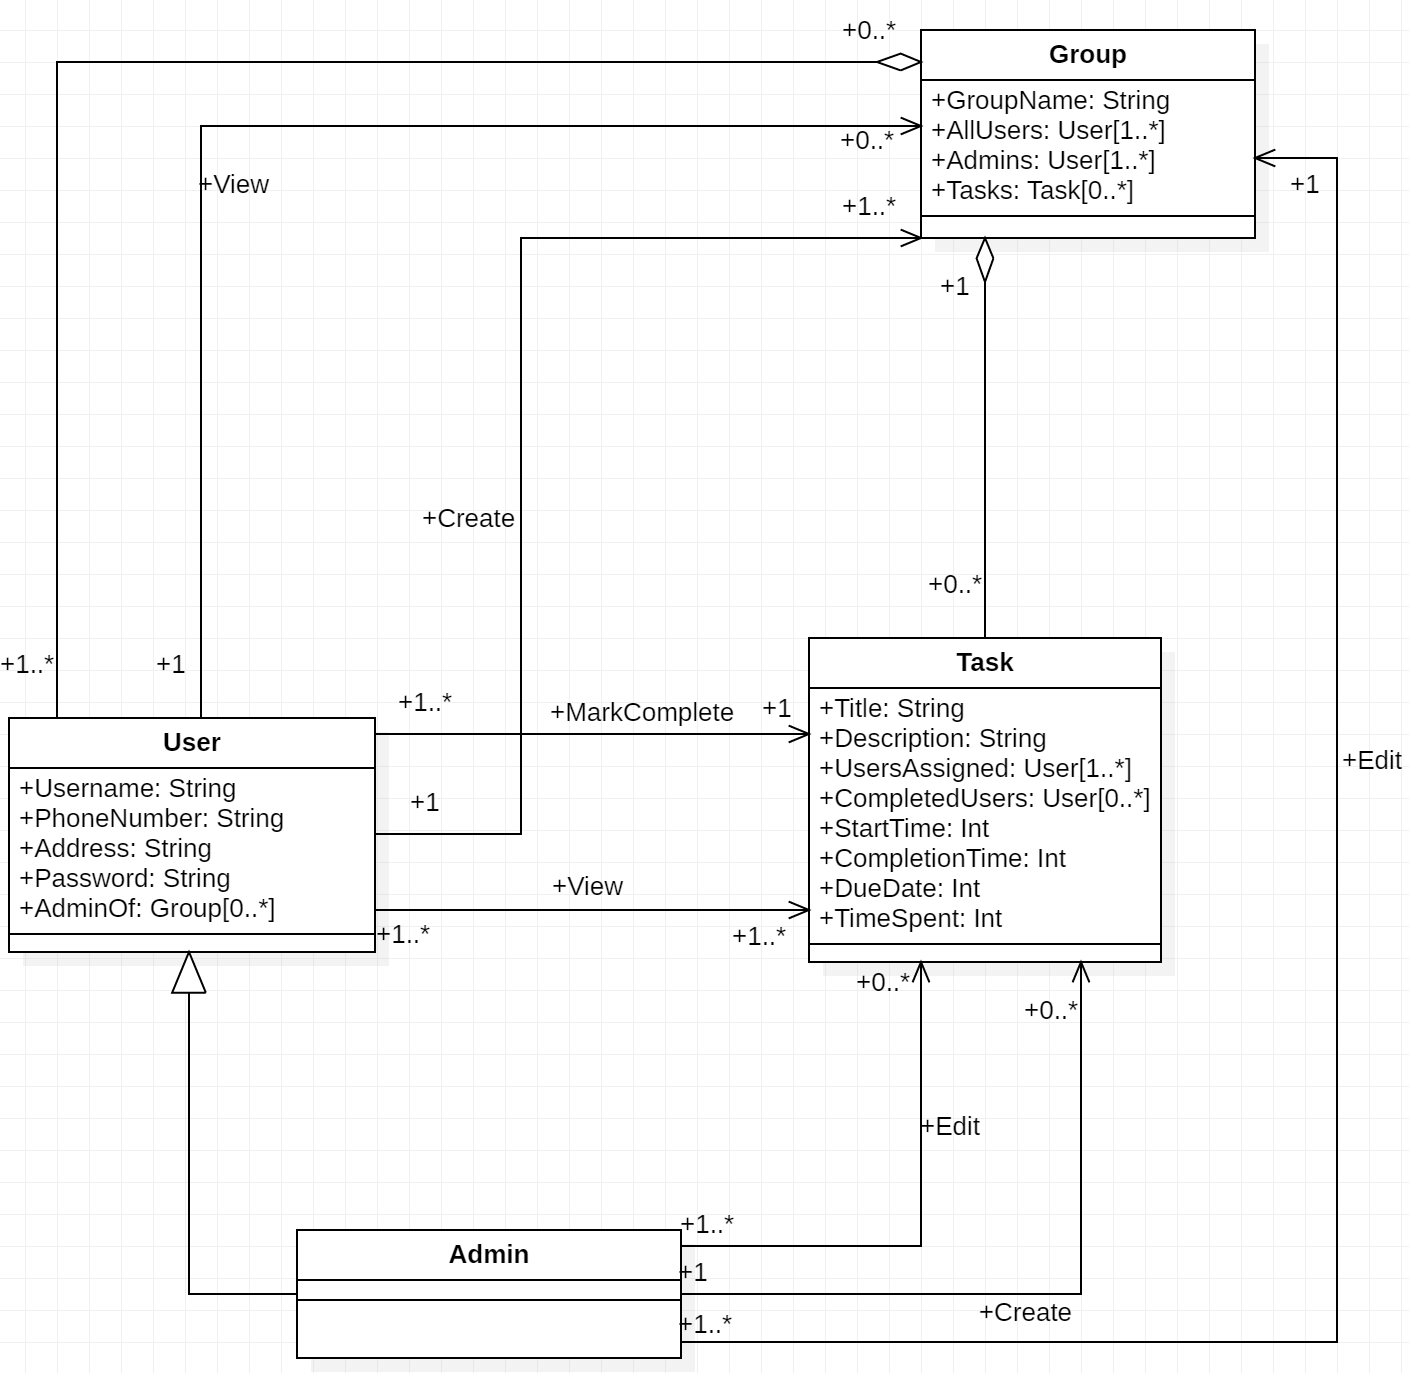 +0..*
Group
+GroupName: String
+AllUsers: User[1..*]
+Admins: User[1..*]
+Tasks: Task[0..*]
+0..*
+View
+1
+1..*
+1
+Create
+0..*
+1..*
+1
Task
+Title: String
+Description: String
+UsersAssigned: User[1..*]
+CompletedUsers: User[0..*]
+StartTime: Int
+CompletionTime: Int
+DueDate: Int
+TimeSpent: Int
+1..*
+MarkComplete
+1
User
+Username: String
+PhoneNumber: String
+Address: String
+Password: String
+AdminOf: Group[0..*]
+Edit
+1
+View
+1..*
+1..*
+0..*
+0..*
+Edit
+1..*
Admin
+1
+Create
+1..*